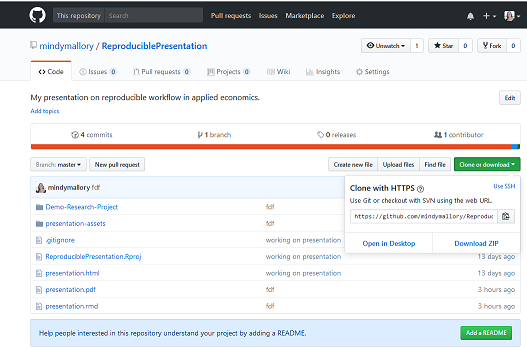 This repository Search Pull requests Issues Marketplace Explore
mindymallory / ReproduciblePresentation
Unwatch 1 Star 0 Fork 0
Code Issues 0 Pull requests 0 Projects 0 Wiki Insights Settings
My presentation on reproducible workflow in applied economics. Edit
Add topics
4 commits 1 branch 0 releases 1 contributor
Branch: master New pull request Create new file Upload files Find file Clone or download
mindymallory fdf
Clone with HTTPS Use SSH
Use Git or checkout with SVN using the web URL.
https://github.com/mindymallory/Reproduc
Open in Desktop Download ZIP
Demo-Research-Project fdf
presentation-assets fdf
.gitignore working on presentation
ReproduciblePresentation.Rproj working on presentation 13 days ago
presentation.html working on presentation 13 days ago
presentation.pdf fdf 3 hours ago
presentation.rmd fdf 3 hours ago
Help people interested in this repository understand your project by adding a README. Add a README